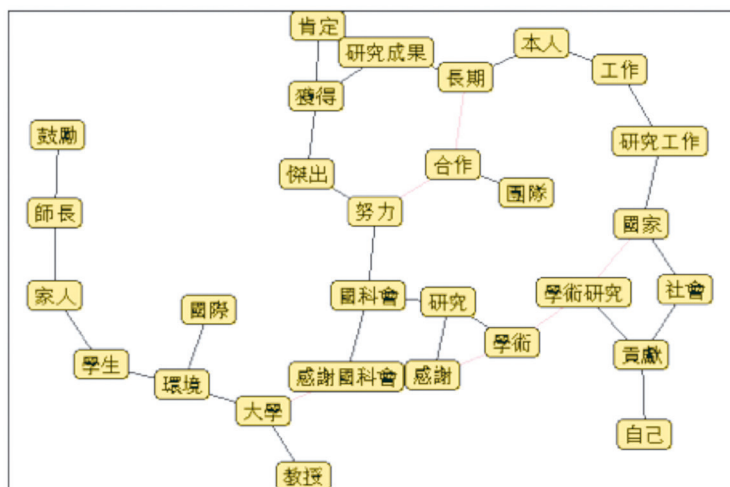 肯定
研究成果
本人
長期
工作
獲得
鼓勵
研究工作
合作
傑出
團隊
師長
努力
國家
家人
國科會
研究
學術研究
社會
國際
學術
貢獻
學生
環境
感謝國科會
感謝
大學
自己
教授